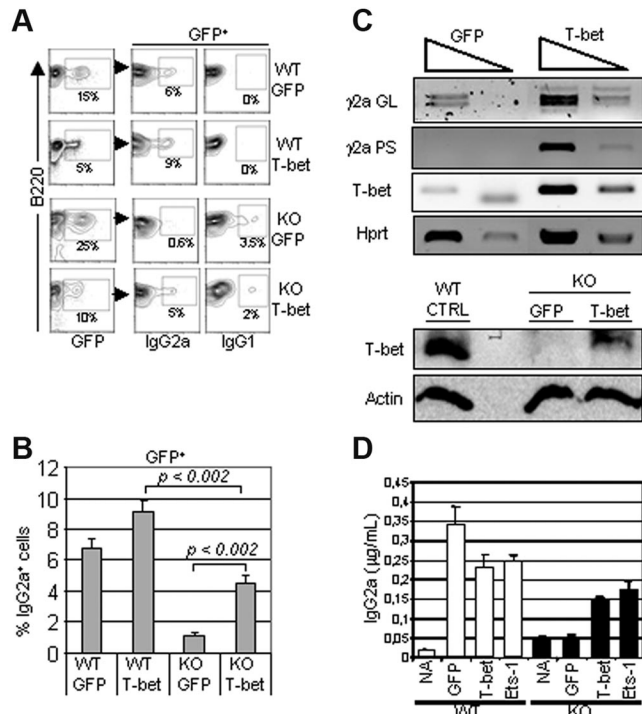 A
GFP+
B220
15%
6%
0%
WT
GFP
5%
9%
0%
WT
T-bet
25%
0.6%
3.5%
KO
GFP
10%
5%
2%
KO
T-bet
GFP
IgG2a
IgG1
B
GFP+
p < 0.002
p < 0.002
% IgG2a+ cells
10
8
6
4
2
0
WT
GFP
WT
T-bet
KO
GFP
KO
T-bet
C
GFP
T-bet
γ2a GL
γ2a PS
T-bet
Hprt
WT
CTRL
KO
GFP
T-bet
T-bet
Actin
D
IgG2a (µg/mL)
0,45
0,4
0,35
0,3
0,25
0,2
0,15
0,1
0,05
0
NA
GFP
T-bet
Ets-1
NA
GFP
T-bet
Ets-1
WT
KO